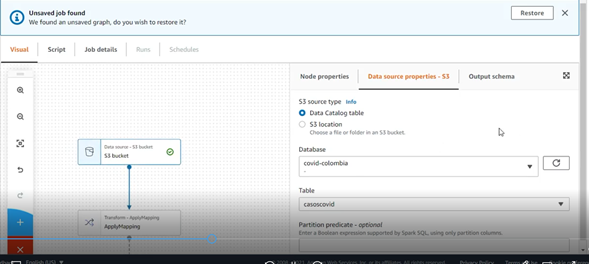 Unsaved job found
We found an unsaved graph, do you wish to restore it?
Restore
Visual
Script
Job details
Runs
Schedules
Node properties
Data source properties - S3
Output schema
S3 source type Info
Data Catalog table
S3 location
Choose a file or folder in an S3 bucket.
Database
covid-colombia
-
Table
casoscovid
Partition predicate - optional
Enter a Boolean expression supported by Spark SQL, using only partition columns.
Data source - S3 bucket
S3 bucket
Transform - ApplyMapping
ApplyMapping
English (US)
Privacy Policy